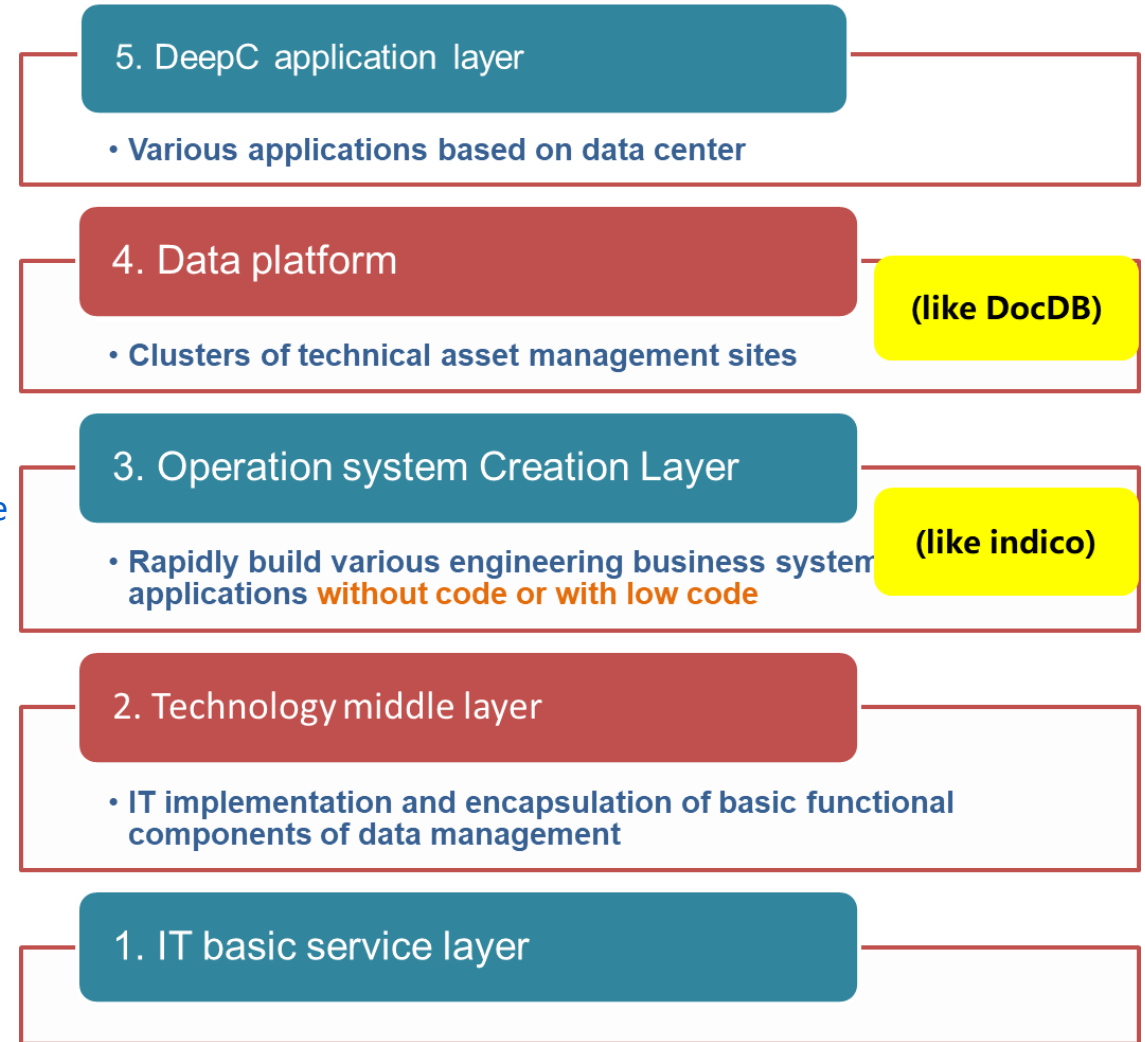 5. DeepC application layer
• Various applications based on data center
4. Data platform
(like DocDB)
• Clusters of technical asset management sites
3. Operation system Creation Layer
e
(like indico)
• Rapidly build various engineering business system
applications without code or with low code
2. Technology middle layer
• IT implementation and encapsulation of basic functional
components of data management
1. IT basic service layer